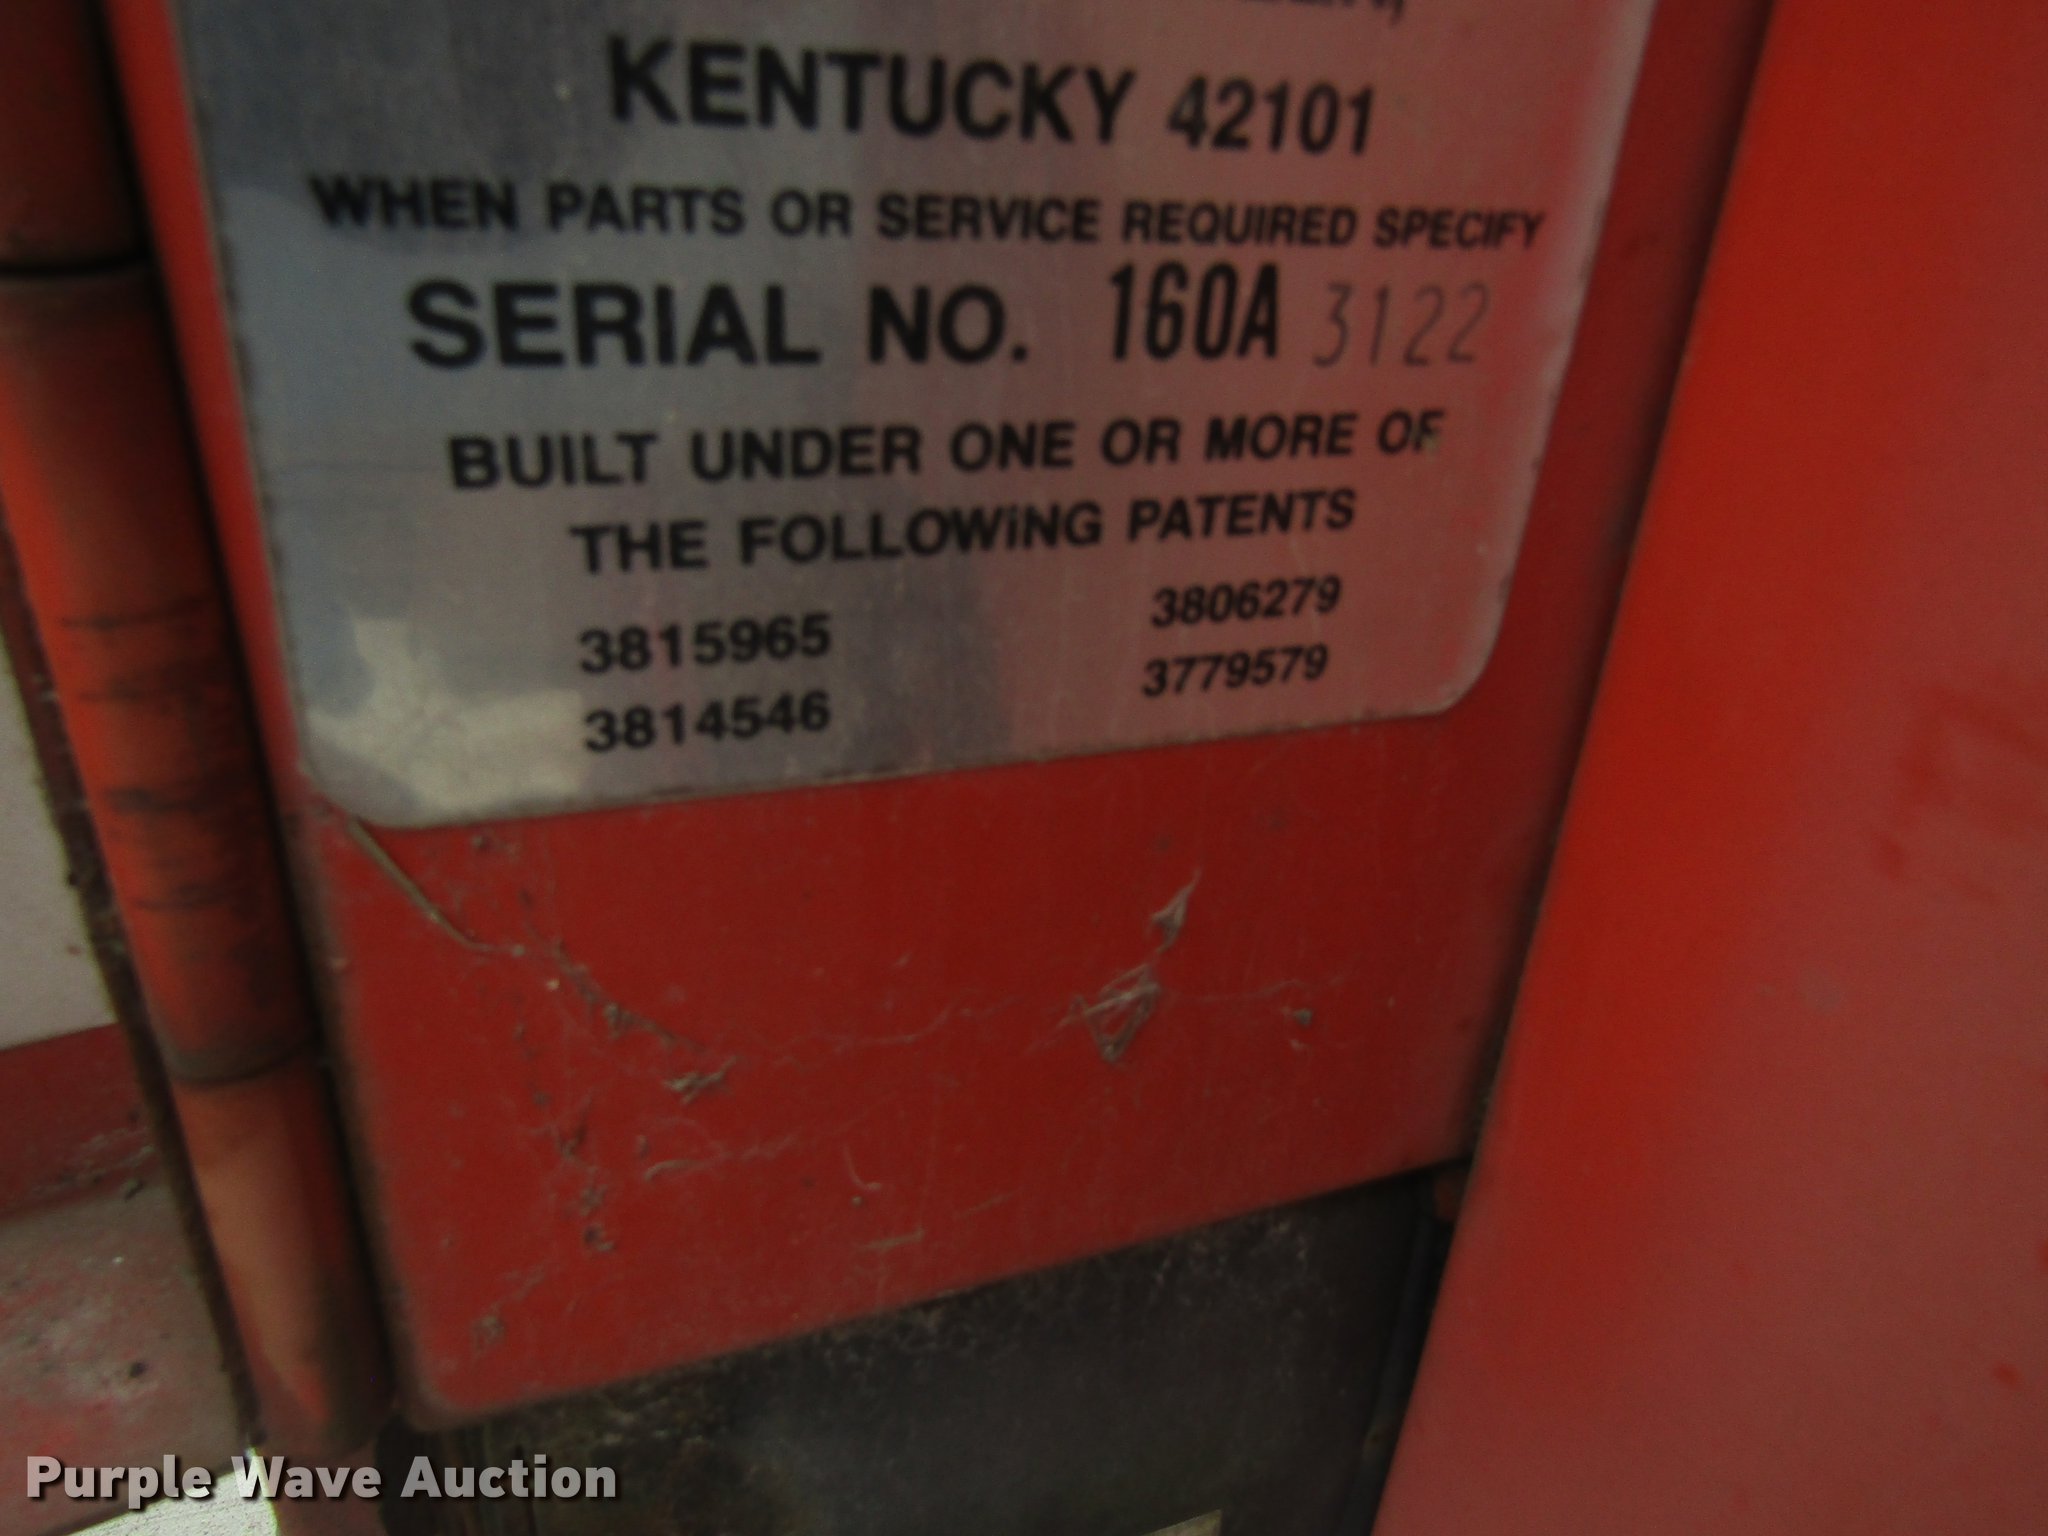 KENTUCKY 42101
WHEN PARTS OR SERVICE REQUIRED SPECIFY
SERIAL NO. 160A 3122
BUILT UNDER ONE OR MORE OF
THE FOLLOWiNG PATENTS
3815965 3806279
3814546 3779579
Purple Wave Auction